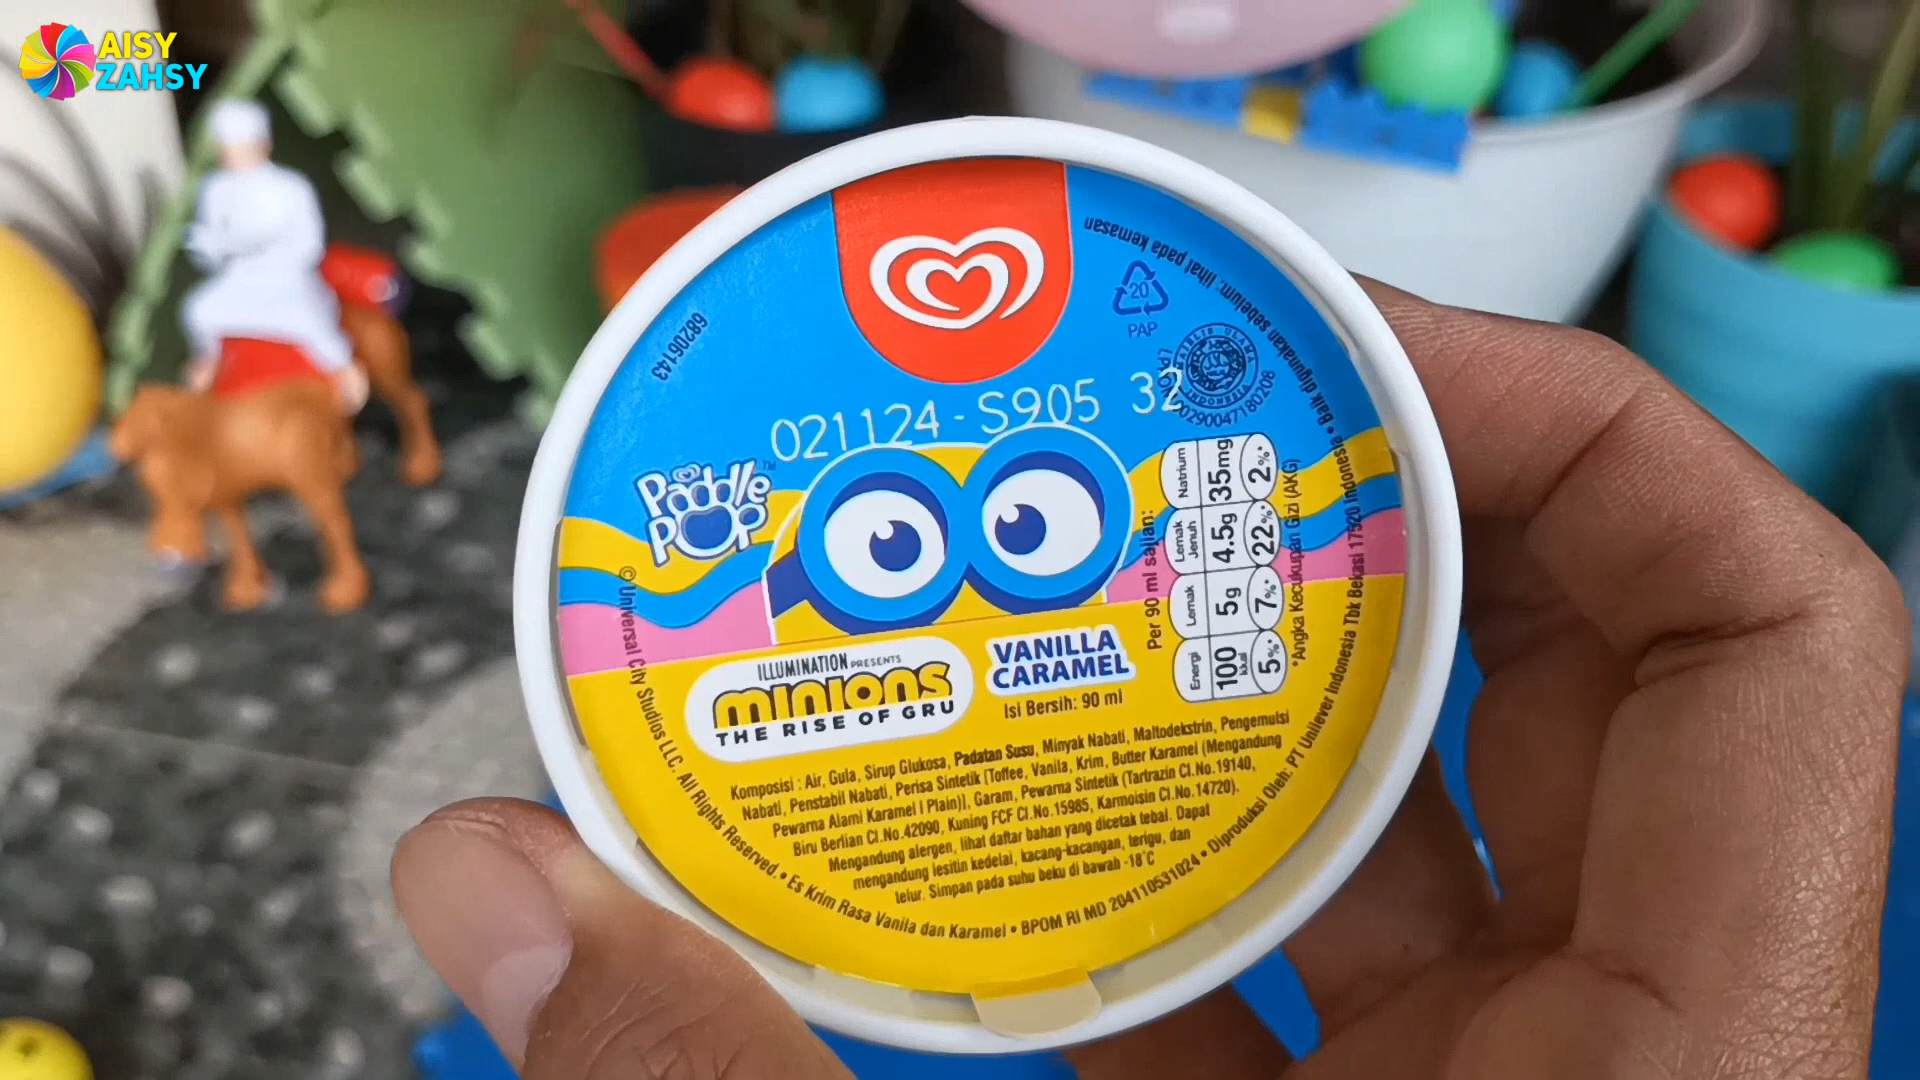 AISY
ZAHSY
Baik digunakan sebelum: lihat pada kemasan
20
PAP
68206143
MAJELIS ULAMA
INDONESIA
021124 - S905 32
Paddle
Pop
TM
Per 90 ml sajian:
Energi 100 kkal 5%*
Lemak 5g 7%*
Lemak Jenuh 4.5g 22%*
Natrium 35mg 2%*
*Angka Kecukupan Gizi (AKG)
ILLUMINATION PRESENTS
minions
THE RISE OF GRU
VANILLA
CARAMEL
Isi Bersih: 90 ml
Komposisi : Air, Gula, Sirup Glukosa, Padatan Susu, Minyak Nabati, Maltodekstrin, Pengemulsi
Nabati, Penstabil Nabati, Perisa Sintetik [Toffee, Vanila, Krim, Butter Karamel (Mengandung
Pewarna Alami Karamel I Plain)], Garam, Pewarna Sintetik (Tartrazin CI.No.19140,
Biru Berlian CI.No.42090, Kuning FCF CI.No.15985, Karmoisin CI.No.14720).
Mengandung alergen, lihat daftar bahan yang dicetak tebal. Dapat
mengandung lesitin kedelai, kacang-kacangan, terigu, dan
telur. Simpan pada suhu beku di bawah -18°C
© Universal City Studios LLC. All Rights Reserved. • Es Krim Rasa Vanila dan Karamel • BPOM RI MD 204110531024 • Diproduksi Oleh: PT Unilever Indonesia Tbk Bekasi 17520 Indonesia •